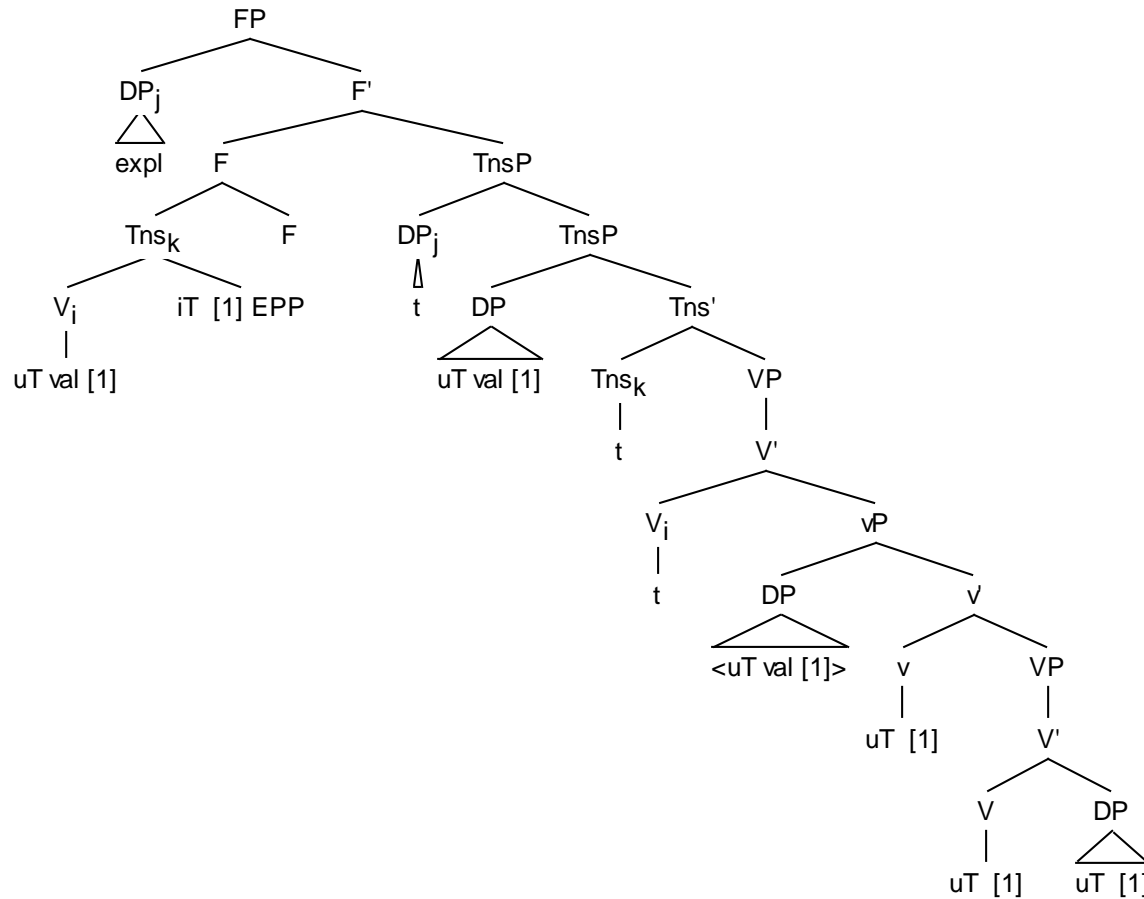 FP
DPj F'
expl F TnsP
Tnsk F DPj TnsP
Vi iT [1] EPP t DP Tns'
uT val [1] uT val [1] Tnsk VP
t V'
Vi vP
t DP v'
<uT val [1]> v VP
uT [1] V'
V DP
uT [1] uT [1]